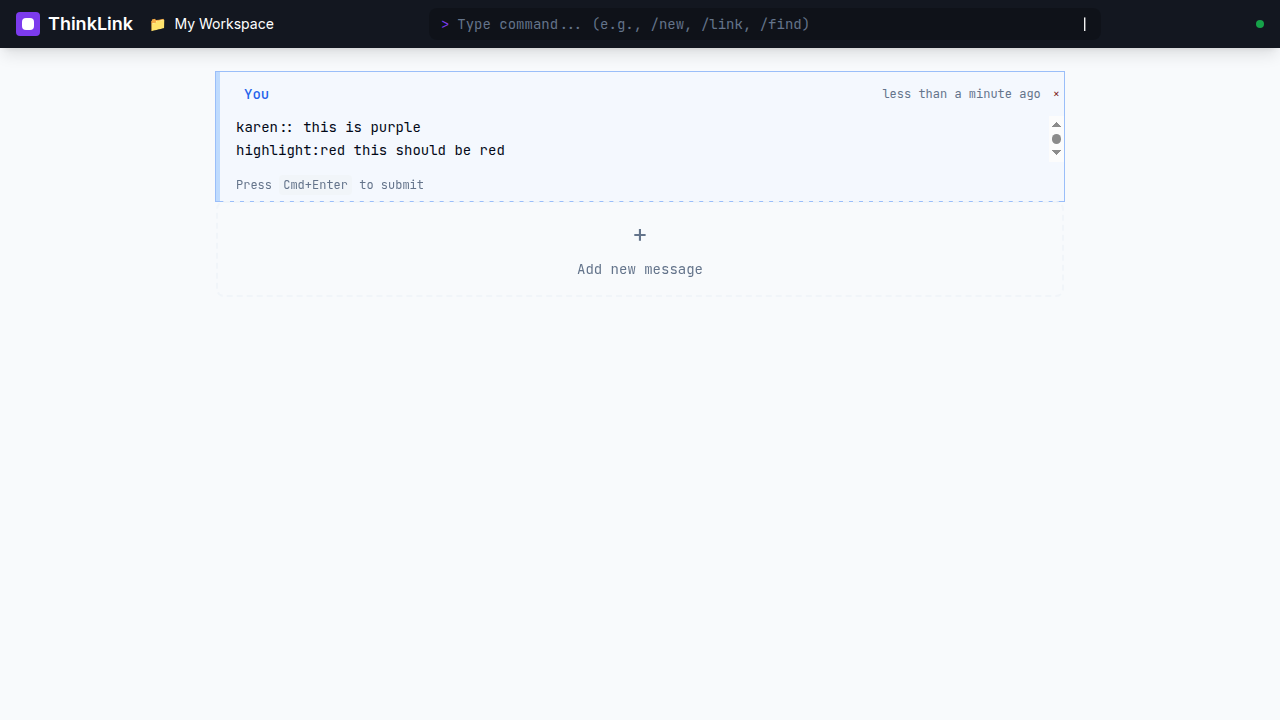 ThinkLink 📁 My Workspace > Type command... (e.g., /new, /link, /find) |
You less than a minute ago ×
karen:: this is purple
highlight:red this should be red
Press Cmd+Enter to submit
+
Add new message